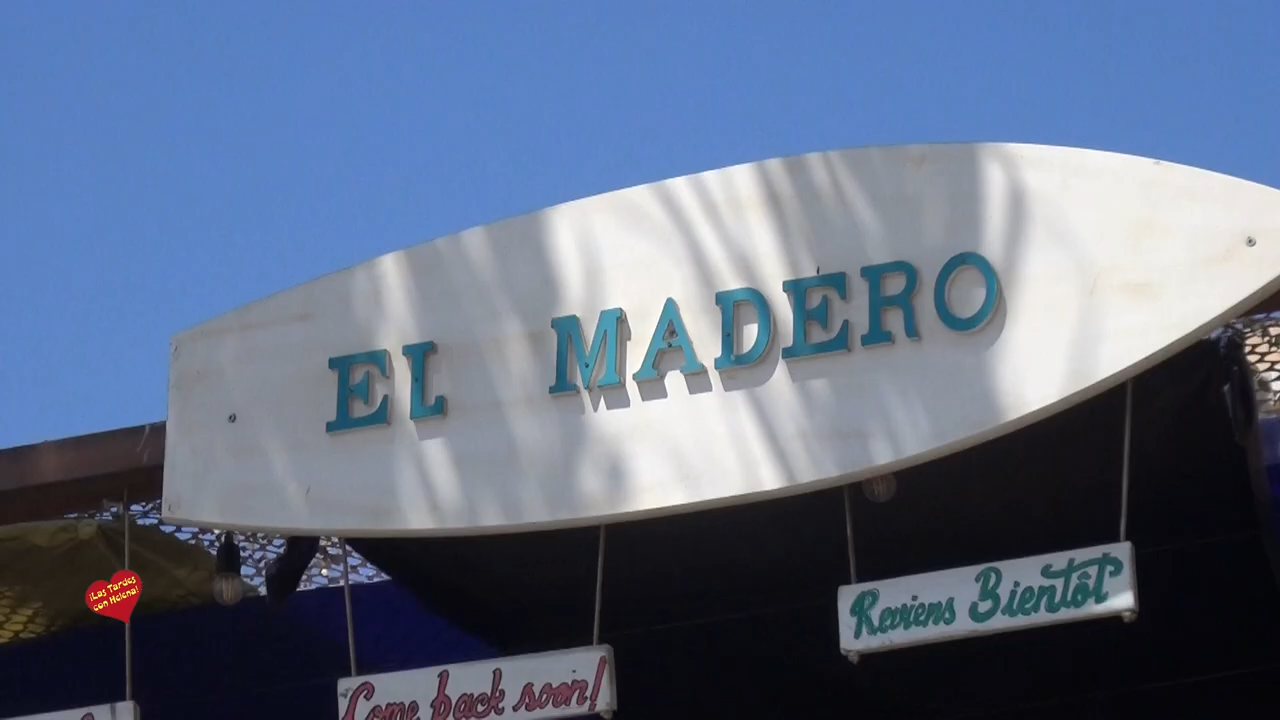 EL MADERO
Reviens Bientôt
¡Las Tardes
con Helena!
Come back soon!